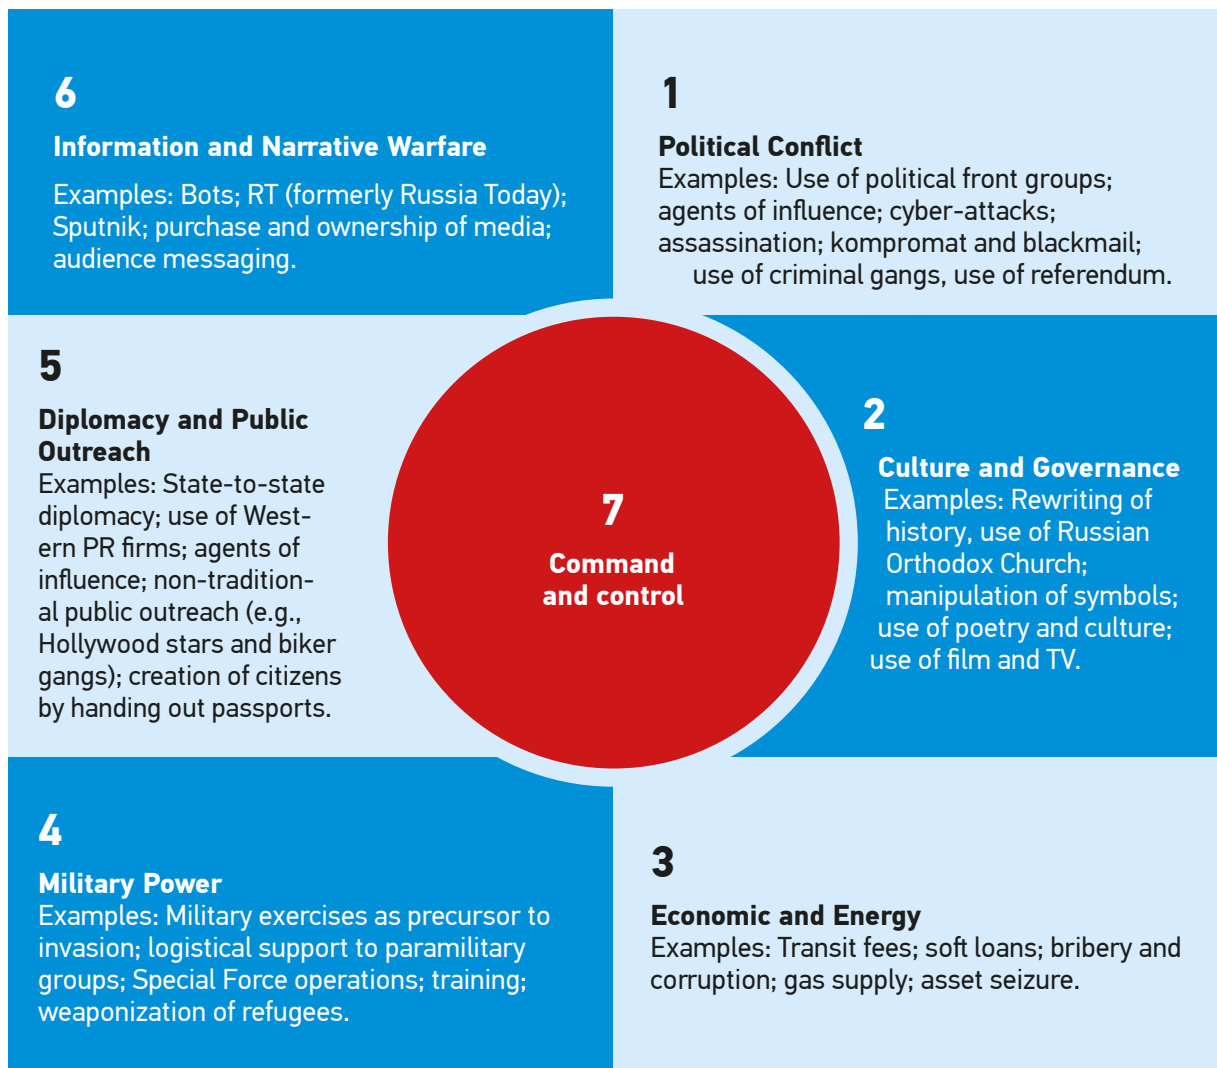 6
Information and Narrative Warfare
Examples: Bots; RT (formerly Russia Today);
Sputnik; purchase and ownership of media;
audience messaging.
1
Political Conflict
Examples: Use of political front groups;
agents of influence; cyber-attacks;
assassination; kompromat and blackmail;
use of criminal gangs, use of referendum.
5
Diplomacy and Public
Outreach
Examples: State-to-state
diplomacy; use of West-
ern PR firms; agents of
influence; non-tradition-
al public outreach (e.g.,
Hollywood stars and biker
gangs); creation of citizens
by handing out passports.
7
Command
and control
2
Culture and Governance
Examples: Rewriting of
history, use of Russian
Orthodox Church;
manipulation of symbols;
use of poetry and culture;
use of film and TV.
4
Military Power
Examples: Military exercises as precursor to
invasion; logistical support to paramilitary
groups; Special Force operations; training;
weaponization of refugees.
3
Economic and Energy
Examples: Transit fees; soft loans; bribery and
corruption; gas supply; asset seizure.